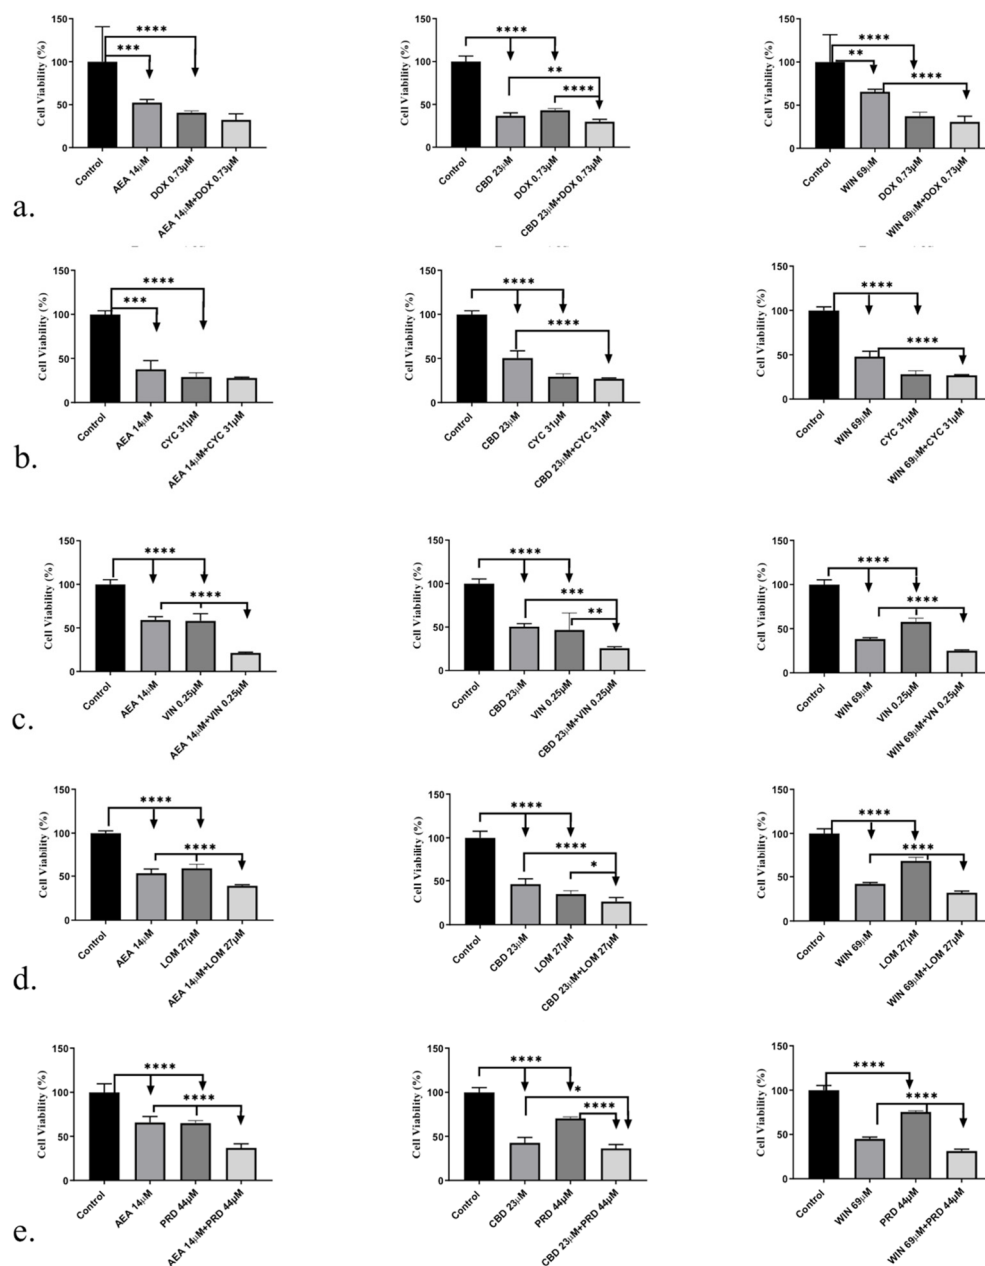 Cell Viability (%)
150
100
50
0
***
****
Control
AEA 14μM
DOX 0.73μM
AEA 14μM+DOX 0.73μM
Cell Viability (%)
150
100
50
0
****
**
****
Control
CBD 23μM
DOX 0.73μM
CBD 23μM+DOX 0.73μM
Cell Viability (%)
150
100
50
0
****
**
****
Control
WIN 69μM
DOX 0.73μM
WIN 69μM+DOX 0.73μM
a.
Cell Viability (%)
150
100
50
0
****
***
Control
AEA 14μM
CYC 31μM
AEA 14μM+CYC 31μM
Cell Viability (%)
150
100
50
0
****
****
Control
CBD 23μM
CYC 31μM
CBD 23μM+CYC 31μM
Cell Viability (%)
150
100
50
0
****
****
Control
WIN 69μM
CYC 31μM
WIN 69μM+CYC 31μM
b.
Cell Viability (%)
150
100
50
0
****
****
Control
AEA 14μM
VIN 0.25μM
AEA 14μM+VIN 0.25μM
Cell Viability (%)
150
100
50
0
****
***
**
Control
CBD 23μM
VIN 0.25μM
CBD 23μM+VIN 0.25μM
Cell Viability (%)
150
100
50
0
****
****
Control
WIN 69μM
VIN 0.25μM
WIN 69μM+VIN 0.25μM
c.
Cell Viability (%)
150
100
50
0
****
****
Control
AEA 14μM
LOM 27μM
AEA 14μM+LOM 27μM
Cell Viability (%)
150
100
50
0
****
****
*
Control
CBD 23μM
LOM 27μM
CBD 23μM+LOM 27μM
Cell Viability (%)
150
100
50
0
****
****
Control
WIN 69μM
LOM 27μM
WIN 69μM+LOM 27μM
d.
Cell Viability (%)
150
100
50
0
****
****
Control
AEA 14μM
PRD 44μM
AEA 14μM+PRD 44μM
Cell Viability (%)
150
100
50
0
****
*
****
Control
CBD 23μM
PRD 44μM
CBD 23μM+PRD 44μM
Cell Viability (%)
150
100
50
0
****
****
Control
WIN 69μM
PRD 44μM
WIN 69μM+PRD 44μM
e.